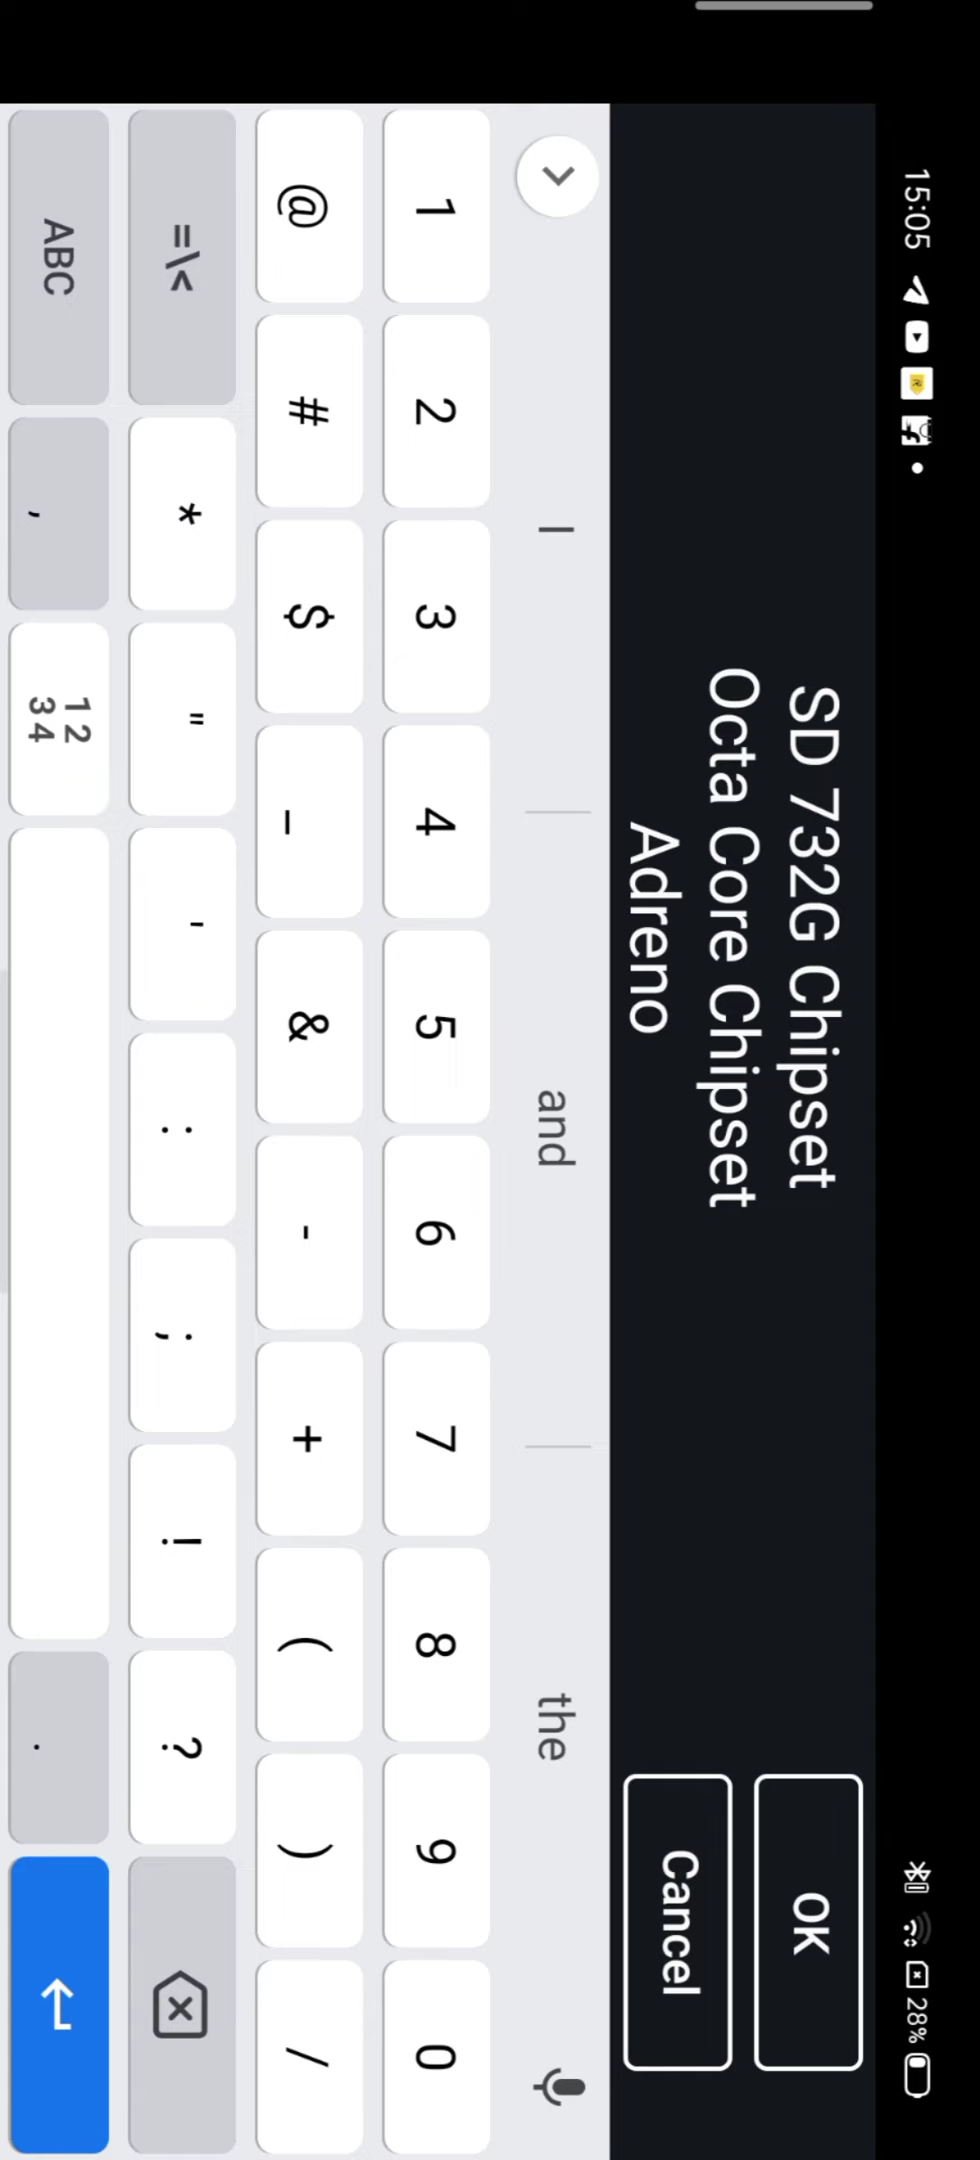 15:05
28%
SD 732G Chipset
Octa Core Chipset
Adreno
OK
Cancel
I and the
1 2 3 4 5 6 7 8 9 0
@ # $ _ & - + ( ) /
=\< * " ' : ; ! ?
ABC , 12 34 .